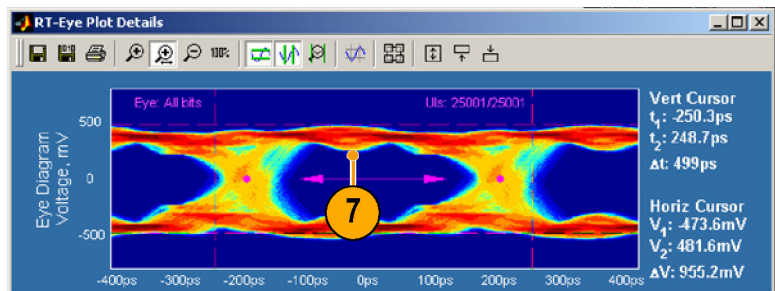 RT-Eye Plot Details
100%
Eye: All bits
UIs: 25001/25001
Eye Diagram
Voltage, mV
500
0
-500
-400ps
-300ps
-200ps
-100ps
0ps
100ps
200ps
300ps
400ps
7
Vert Cursor
t1: -250.3ps
t2: 248.7ps
Δt: 499ps
Horiz Cursor
V1: -473.6mV
V2: 481.6mV
ΔV: 955.2mV